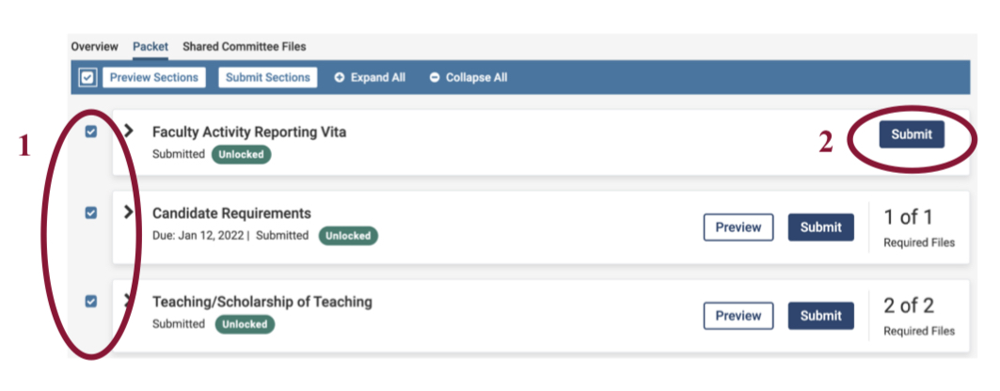 Overview Packet Shared Committee Files
Preview Sections Submit Sections Expand All Collapse All
1
Faculty Activity Reporting Vita
Submitted Unlocked
2
Submit
Candidate Requirements
Due: Jan 12, 2022 | Submitted Unlocked
Preview Submit
1 of 1
Required Files
Teaching/Scholarship of Teaching
Submitted Unlocked
Preview Submit
2 of 2
Required Files